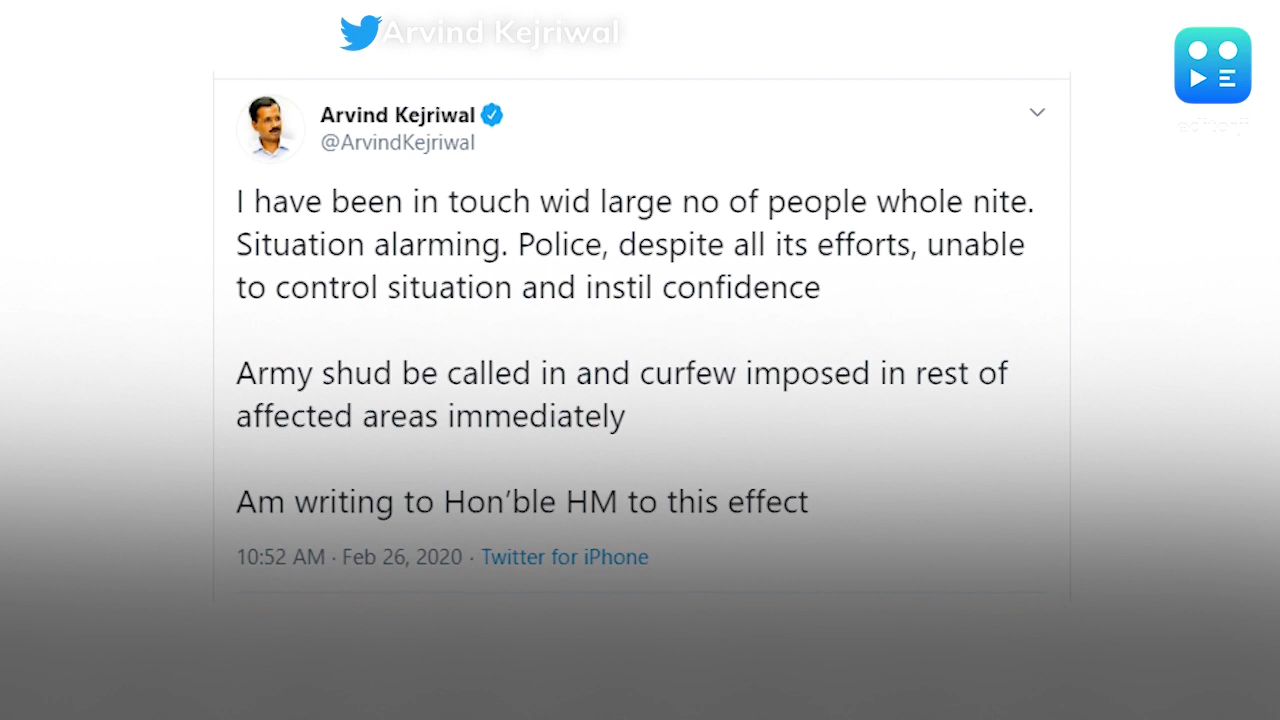 Arvind Kejriwal
editorji
Arvind Kejriwal
@ArvindKejriwal
I have been in touch wid large no of people whole nite.
Situation alarming. Police, despite all its efforts, unable
to control situation and instil confidence
Army shud be called in and curfew imposed in rest of
affected areas immediately
Am writing to Hon’ble HM to this effect
10:52 AM · Feb 26, 2020 · Twitter for iPhone